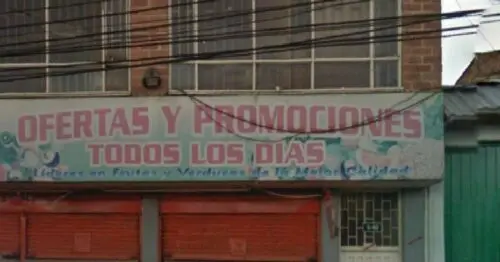 OFERTAS Y PROMOCIONES
TODOS LOS DIAS
Lideres en Frutas y Verduras de la Mejor Calidad